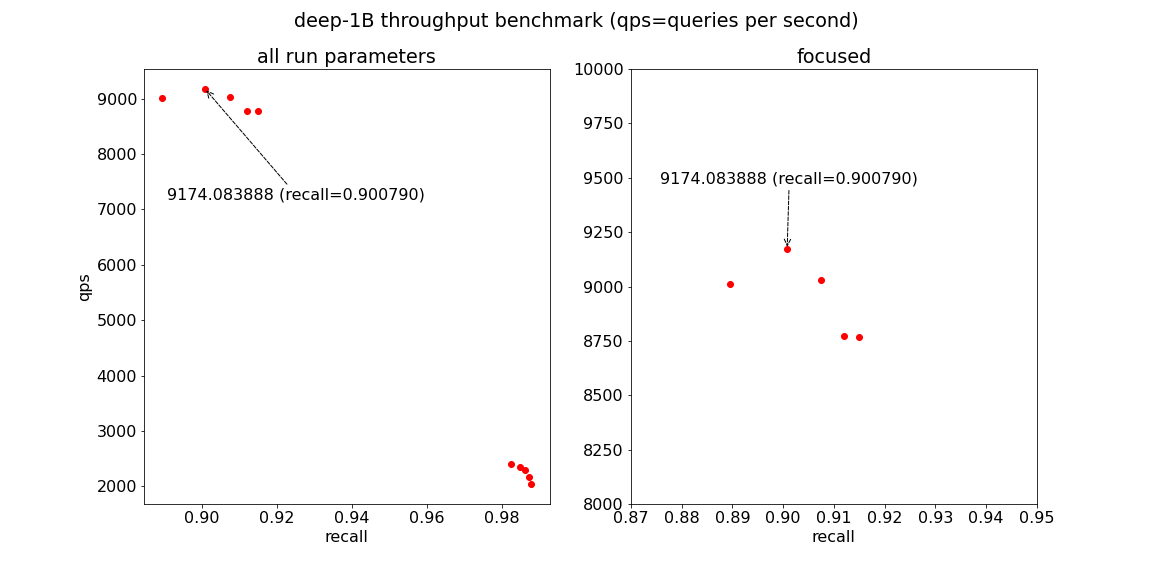 deep-1B throughput benchmark (qps=queries per second)
all run parameters
9000
8000
7000
6000
5000
4000
3000
2000
qps
9174.083888 (recall=0.900790)
0.90 0.92 0.94 0.96 0.98
recall
focused
10000
9750
9500
9250
9000
8750
8500
8250
8000
9174.083888 (recall=0.900790)
0.87 0.88 0.89 0.90 0.91 0.92 0.93 0.94 0.95
recall